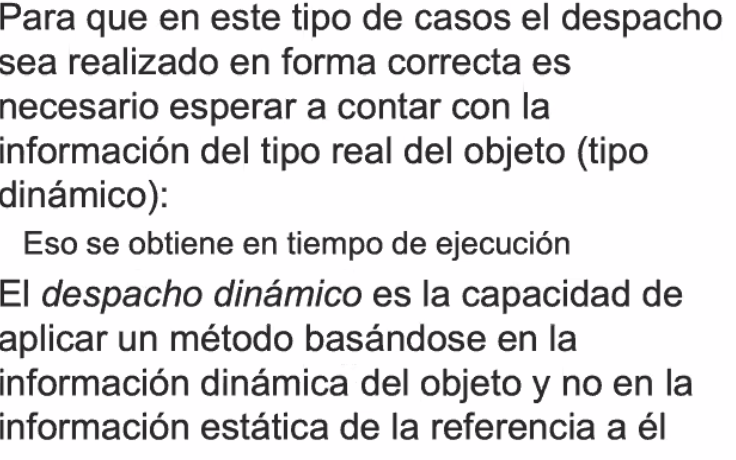 Para que en este tipo de casos el despacho
sea realizado en forma correcta es
necesario esperar a contar con la
información del tipo real del objeto (tipo
dinámico):
Eso se obtiene en tiempo de ejecución
El despacho dinámico es la capacidad de
aplicar un método basándose en la
información dinámica del objeto y no en la
información estática de la referencia a él